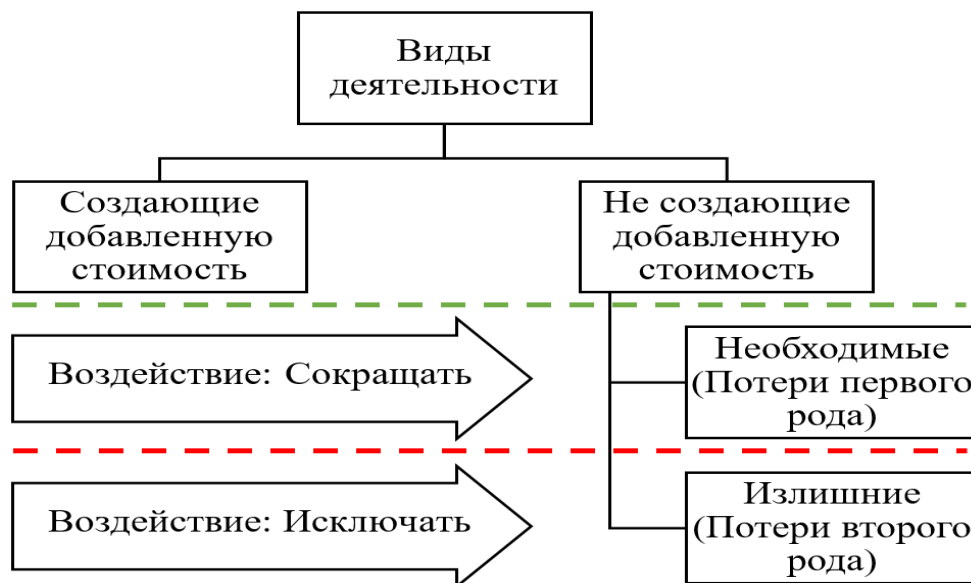 Виды
деятельности
Создающие
добавленную
стоимость
Не создающие
добавленную
стоимость
Воздействие: Сокращать
Необходимые
(Потери первого
рода)
Воздействие: Исключать
Излишние
(Потери второго
рода)